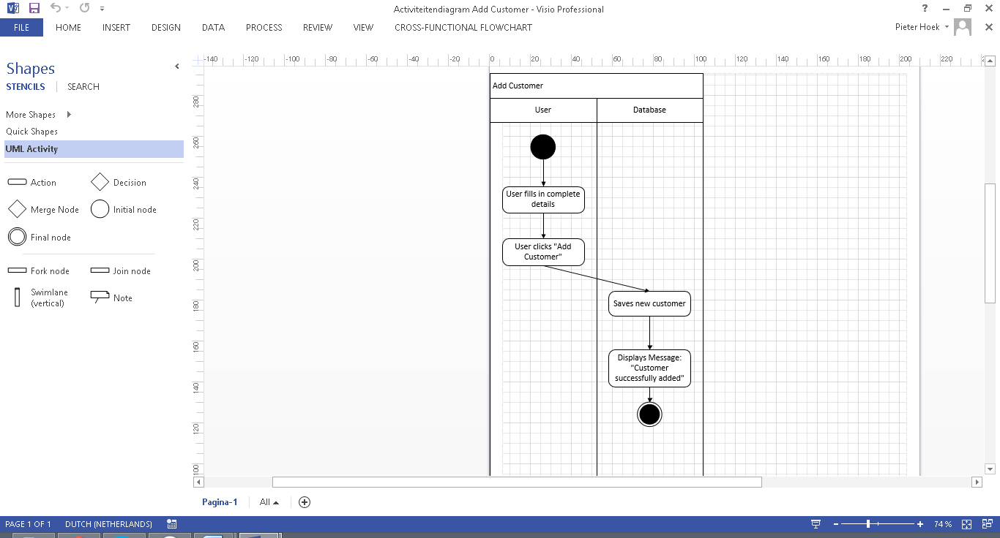 Activiteitendiagram Add Customer - Visio Professional
?
FILE HOME INSERT DESIGN DATA PROCESS REVIEW VIEW CROSS-FUNCTIONAL FLOWCHART
Pieter Hoek
Shapes
STENCILS SEARCH
More Shapes
Quick Shapes
UML Activity
Action Decision
Merge Node Initial node
Final node
Fork node Join node
Swimlane
(vertical)
Note
-140 -120 -100 -80 -60 -40 -20 0 20 40 60 80 100 120 140 160 180 200 220
280
260
240
220
200
180
160
140
120
100
Add Customer
User Database
User fills in complete
details
User clicks "Add
Customer"
Saves new customer
Displays Message:
"Customer
successfully added"
Pagina-1 All
PAGE 1 OF 1 DUTCH (NETHERLANDS) 74 %